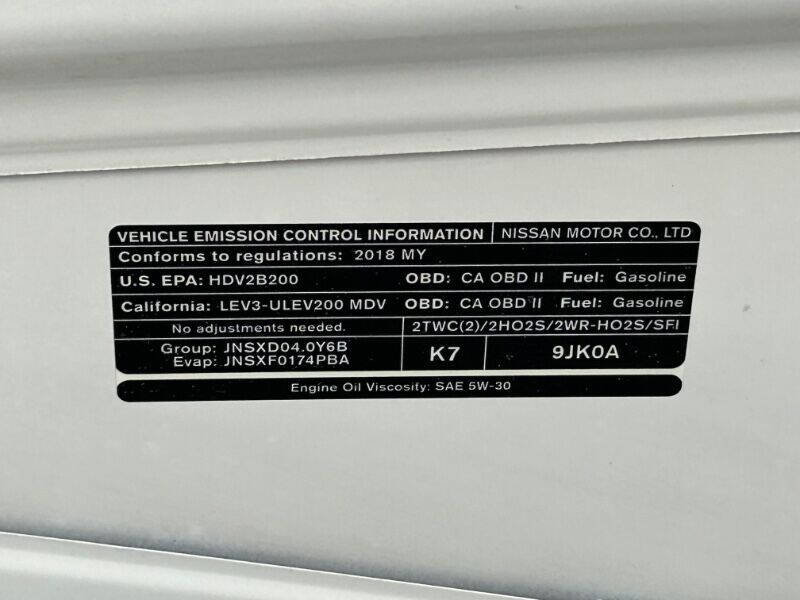 VEHICLE EMISSION CONTROL INFORMATION NISSAN MOTOR CO., LTD
Conforms to regulations: 2018 MY
U.S. EPA: HDV2B200 OBD: CA OBD II Fuel: Gasoline
California: LEV3-ULEV200 MDV OBD: CA OBD II Fuel: Gasoline
No adjustments needed. 2TWC(2)/2HO2S/2WR-HO2S/SFI
Group: JNSXD04.0Y6B
Evap: JNSXF0174PBA
K7 9JK0A
Engine Oil Viscosity: SAE 5W-30